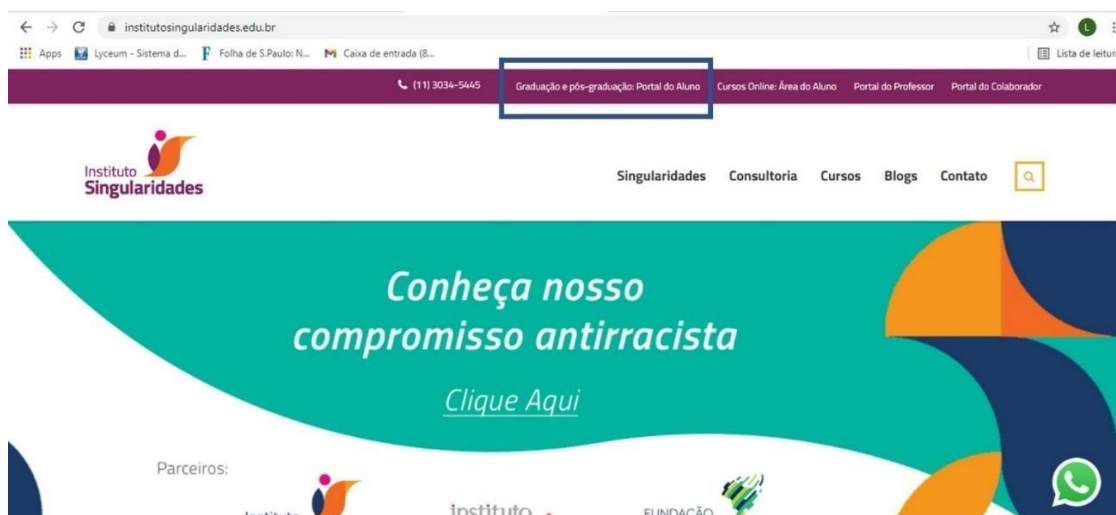 institutosingularidades.edu.br
Apps Lyceum - Sistema d... Folha de S.Paulo: N... Caixa de entrada (8... Lista de leitura
(11) 3034-5445 Graduação e pós-graduação: Portal do Aluno Cursos Online: Área do Aluno Portal do Professor Portal do Colaborador
Instituto
Singularidades
Singularidades Consultoria Cursos Blogs Contato
Conheça nosso
compromisso antirracista
Clique Aqui
Parceiros:
Instituto instituto FUNDAÇÃO